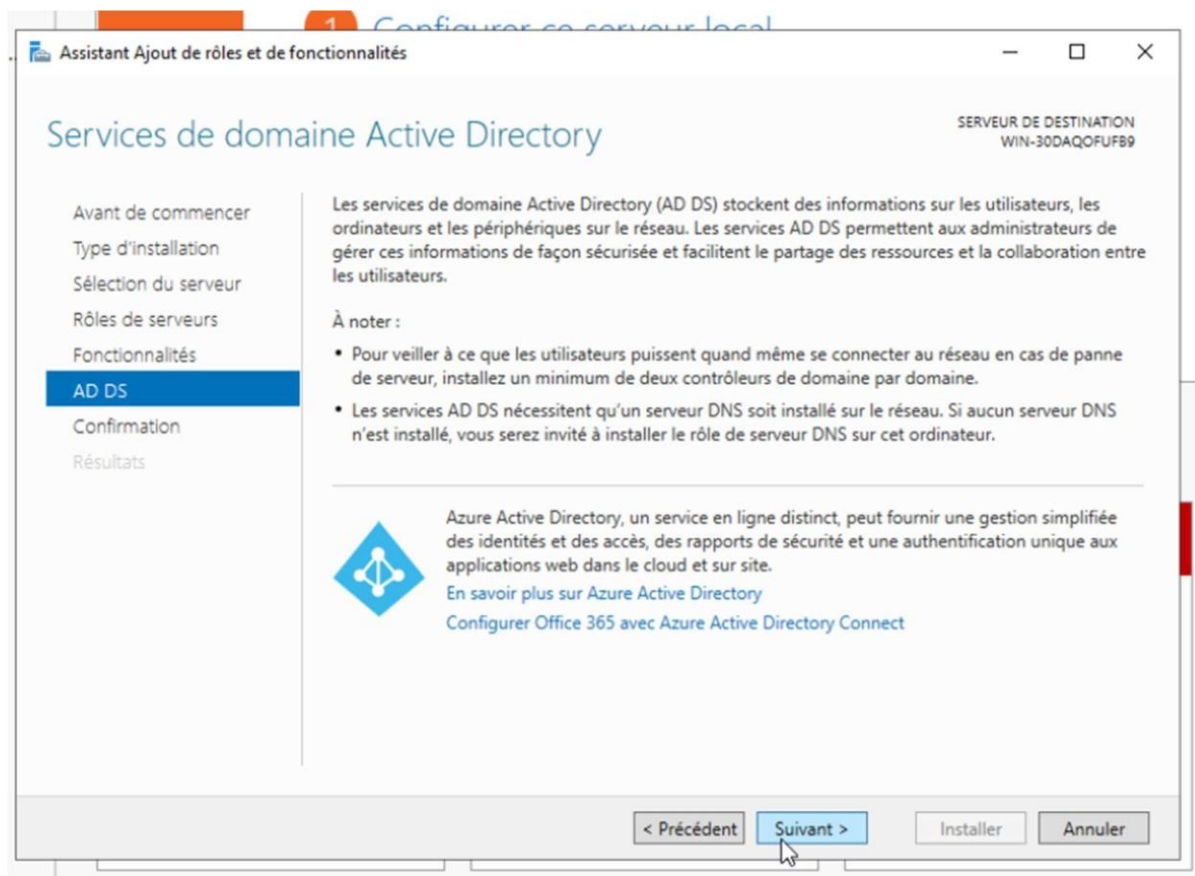 1 Configurer ce serveur local
Assistant Ajout de rôles et de fonctionnalités
Services de domaine Active Directory
SERVEUR DE DESTINATION
WIN-30DAQOFUFB9
Avant de commencer
Type d'installation
Sélection du serveur
Rôles de serveurs
Fonctionnalités
AD DS
Confirmation
Résultats
Les services de domaine Active Directory (AD DS) stockent des informations sur les utilisateurs, les
ordinateurs et les périphériques sur le réseau. Les services AD DS permettent aux administrateurs de
gérer ces informations de façon sécurisée et facilitent le partage des ressources et la collaboration entre
les utilisateurs.
À noter :
• Pour veiller à ce que les utilisateurs puissent quand même se connecter au réseau en cas de panne
de serveur, installez un minimum de deux contrôleurs de domaine par domaine.
• Les services AD DS nécessitent qu'un serveur DNS soit installé sur le réseau. Si aucun serveur DNS
n'est installé, vous serez invité à installer le rôle de serveur DNS sur cet ordinateur.
Azure Active Directory, un service en ligne distinct, peut fournir une gestion simplifiée
des identités et des accès, des rapports de sécurité et une authentification unique aux
applications web dans le cloud et sur site.
En savoir plus sur Azure Active Directory
Configurer Office 365 avec Azure Active Directory Connect
< Précédent Suivant > Installer Annuler